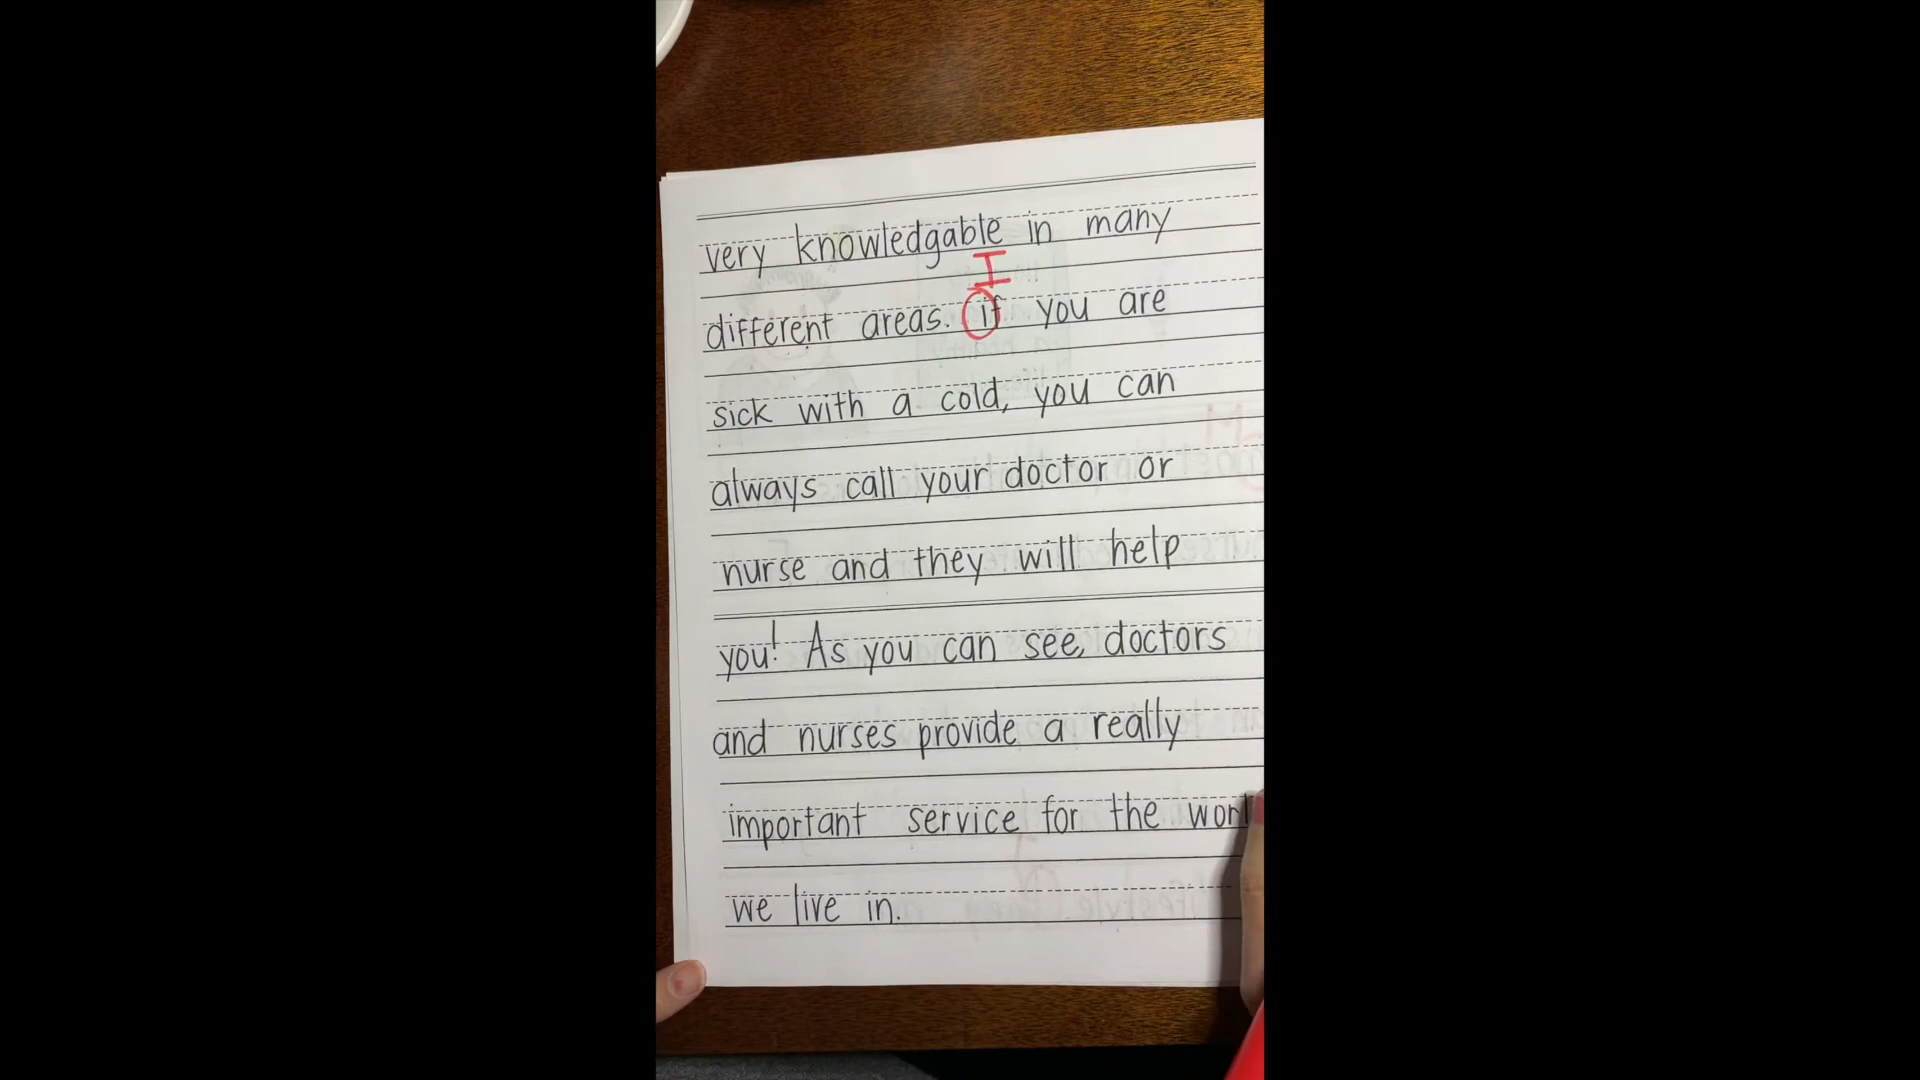 very knowledgable in many
I
different areas. if you are
sick with a cold, you can
always call your doctor or
nurse and they will help
you! As you can see, doctors
and nurses provide a really
important service for the worl
we live in.